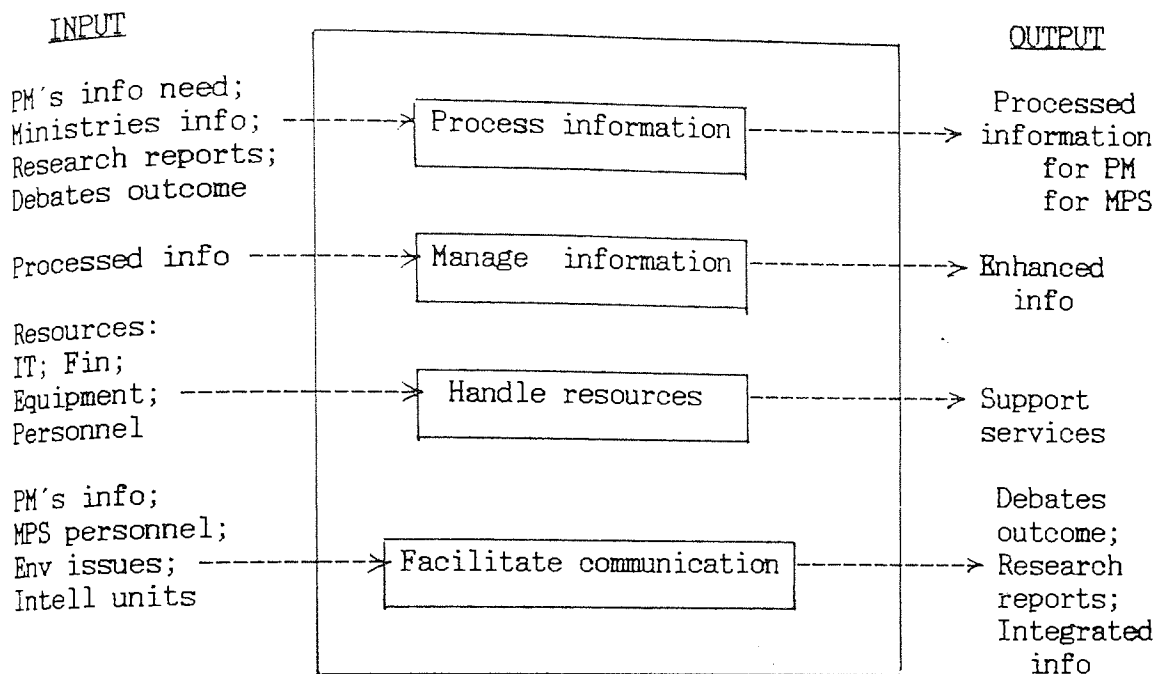 INPUT
OUTPUT
PM's info need;
Ministries info;
Research reports;
Debates outcome
Process information
Processed
information
for PM
for MPS
Processed info
Manage information
Enhanced
info
Resources:
IT; Fin;
Equipment;
Personnel
Handle resources
Support
services
PM's info;
MPS personnel;
Env issues;
Intell units
Facilitate communication
Debates
outcome;
Research
reports;
Integrated
info